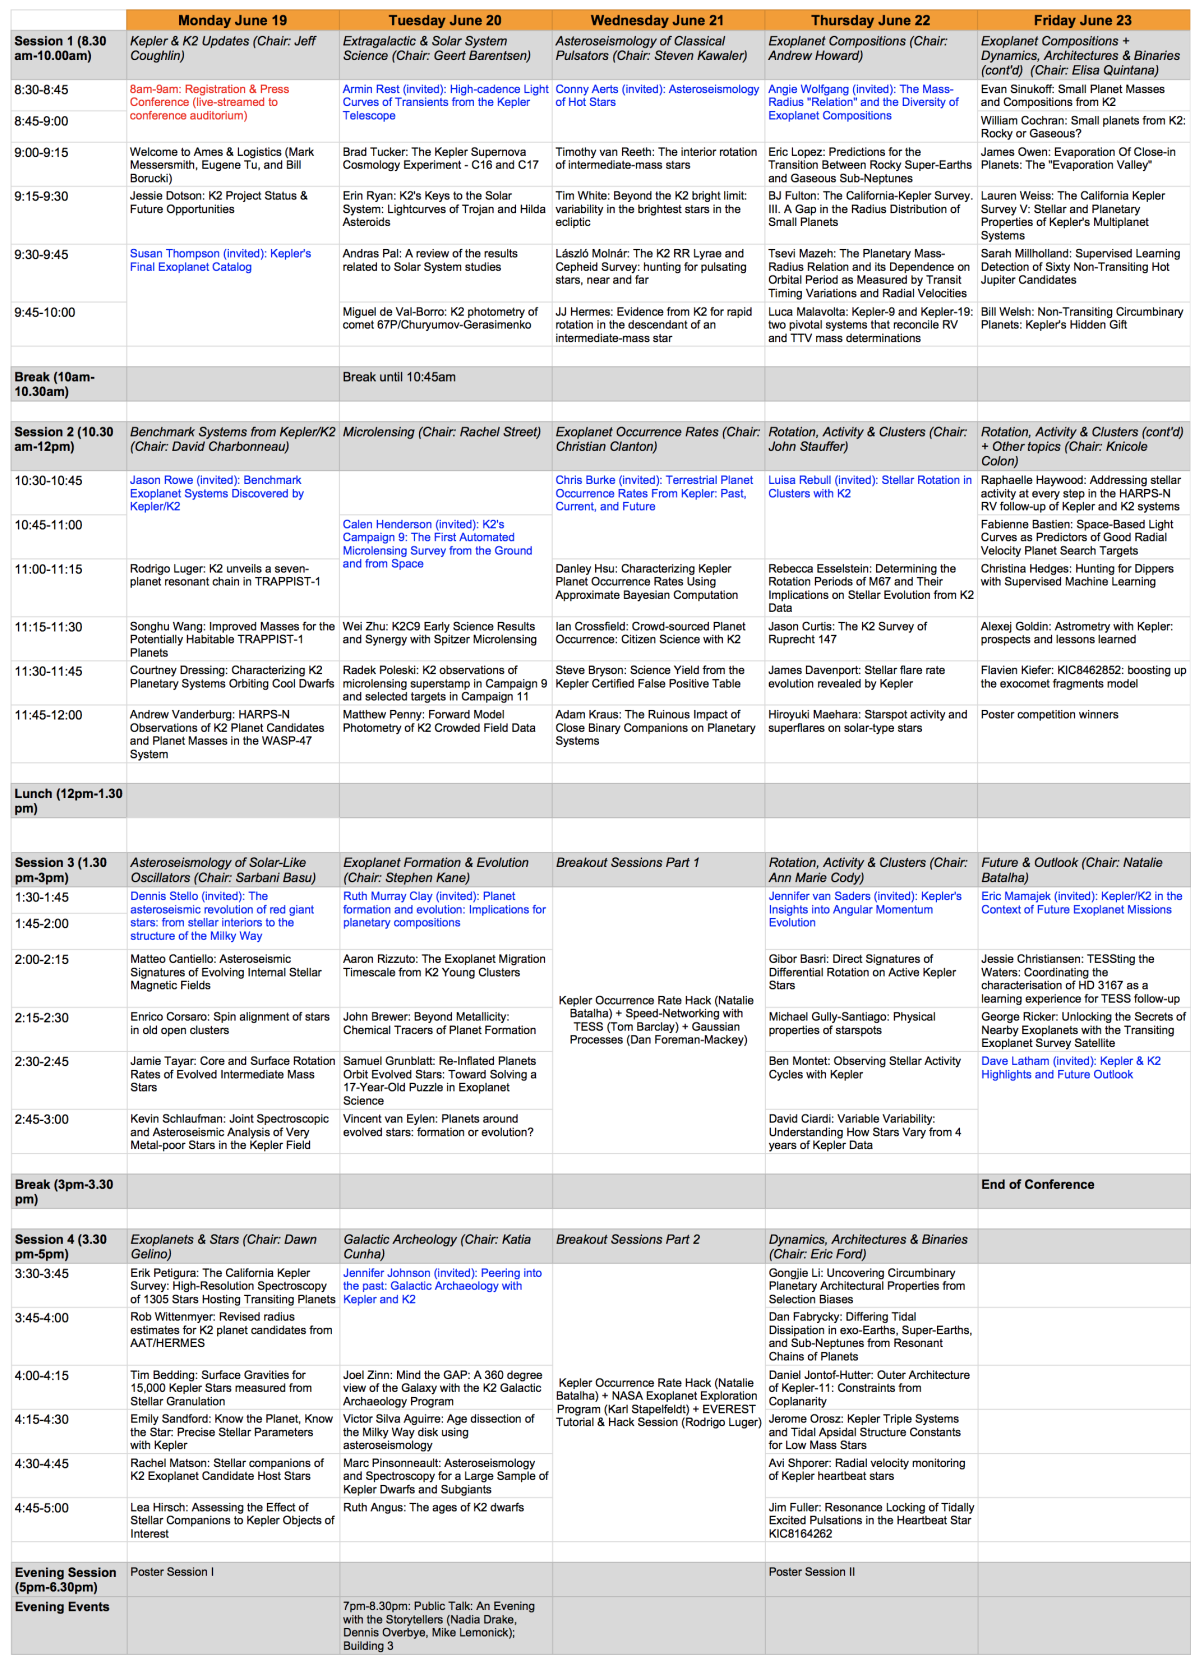 Monday June 19
Tuesday June 20
Wednesday June 21
Thursday June 22
Friday June 23
Session 1 (8.30
am-10.00am)
Kepler & K2 Updates (Chair: Jeff
Coughlin)
Extragalactic & Solar System
Science (Chair: Geert Barentsen)
Asteroseismology of Classical
Pulsators (Chair: Steven Kawaler)
Exoplanet Compositions (Chair:
Andrew Howard)
Exoplanet Compositions +
Dynamics, Architectures & Binaries
(cont'd) (Chair: Elisa Quintana)
8:30-8:45
8am-9am: Registration & Press
Conference (live-streamed to
conference auditorium)
Armin Rest (invited): High-cadence Light
Curves of Transients from the Kepler
Telescope
Conny Aerts (invited): Asteroseismology
of Hot Stars
Angie Wolfgang (invited): The Mass-
Radius "Relation" and the Diversity of
Exoplanet Compositions
Evan Sinukoff: Small Planet Masses
and Compositions from K2
8:45-9:00
William Cochran: Small planets from K2:
Rocky or Gaseous?
9:00-9:15
Welcome to Ames & Logistics (Mark
Messersmith, Eugene Tu, and Bill
Borucki)
Brad Tucker: The Kepler Supernova
Cosmology Experiment - C16 and C17
Timothy van Reeth: The interior rotation
of intermediate-mass stars
Eric Lopez: Predictions for the
Transition Between Rocky Super-Earths
and Gaseous Sub-Neptunes
James Owen: Evaporation Of Close-in
Planets: The "Evaporation Valley"
9:15-9:30
Jessie Dotson: K2 Project Status &
Future Opportunities
Erin Ryan: K2's Keys to the Solar
System: Lightcurves of Trojan and Hilda
Asteroids
Tim White: Beyond the K2 bright limit:
variability in the brightest stars in the
ecliptic
BJ Fulton: The California-Kepler Survey.
III. A Gap in the Radius Distribution of
Small Planets
Lauren Weiss: The California Kepler
Survey V: Stellar and Planetary
Properties of Kepler's Multiplanet
Systems
9:30-9:45
Susan Thompson (invited): Kepler's
Final Exoplanet Catalog
Andras Pal: A review of the results
related to Solar System studies
László Molnár: The K2 RR Lyrae and
Cepheid Survey: hunting for pulsating
stars, near and far
Tsevi Mazeh: The Planetary Mass-
Radius Relation and its Dependence on
Orbital Period as Measured by Transit
Timing Variations and Radial Velocities
Sarah Millholland: Supervised Learning
Detection of Sixty Non-Transiting Hot
Jupiter Candidates
9:45-10:00
Miguel de Val-Borro: K2 photometry of
comet 67P/Churyumov-Gerasimenko
JJ Hermes: Evidence from K2 for rapid
rotation in the descendant of an
intermediate-mass star
Luca Malavolta: Kepler-9 and Kepler-19:
two pivotal systems that reconcile RV
and TTV mass determinations
Bill Welsh: Non-Transiting Circumbinary
Planets: Kepler's Hidden Gift
Break (10am-
10.30am)
Break until 10:45am
Session 2 (10.30
am-12pm)
Benchmark Systems from Kepler/K2
(Chair: David Charbonneau)
Microlensing (Chair: Rachel Street)
Exoplanet Occurrence Rates (Chair:
Christian Clanton)
Rotation, Activity & Clusters (Chair:
John Stauffer)
Rotation, Activity & Clusters (cont'd)
+ Other topics (Chair: Knicole
Colon)
10:30-10:45
Jason Rowe (invited): Benchmark
Exoplanet Systems Discovered by
Kepler/K2
Chris Burke (invited): Terrestrial Planet
Occurrence Rates From Kepler: Past,
Current, and Future
Luisa Rebull (invited): Stellar Rotation in
Clusters with K2
Raphaelle Haywood: Addressing stellar
activity at every step in the HARPS-N
RV follow-up of Kepler and K2 systems
10:45-11:00
Calen Henderson (invited): K2's
Campaign 9: The First Automated
Microlensing Survey from the Ground
and from Space
Fabienne Bastien: Space-Based Light
Curves as Predictors of Good Radial
Velocity Planet Search Targets
11:00-11:15
Rodrigo Luger: K2 unveils a seven-
planet resonant chain in TRAPPIST-1
Danley Hsu: Characterizing Kepler
Planet Occurrence Rates Using
Approximate Bayesian Computation
Rebecca Esselstein: Determining the
Rotation Periods of M67 and Their
Implications on Stellar Evolution from K2
Data
Christina Hedges: Hunting for Dippers
with Supervised Machine Learning
11:15-11:30
Songhu Wang: Improved Masses for the
Potentially Habitable TRAPPIST-1
Planets
Wei Zhu: K2C9 Early Science Results
and Synergy with Spitzer Microlensing
Ian Crossfield: Crowd-sourced Planet
Occurrence: Citizen Science with K2
Jason Curtis: The K2 Survey of
Ruprecht 147
Alexej Goldin: Astrometry with Kepler:
prospects and lessons learned
11:30-11:45
Courtney Dressing: Characterizing K2
Planetary Systems Orbiting Cool Dwarfs
Radek Poleski: K2 observations of
microlensing superstamp in Campaign 9
and selected targets in Campaign 11
Steve Bryson: Science Yield from the
Kepler Certified False Positive Table
James Davenport: Stellar flare rate
evolution revealed by Kepler
Flavien Kiefer: KIC8462852: boosting up
the exocomet fragments model
11:45-12:00
Andrew Vanderburg: HARPS-N
Observations of K2 Planet Candidates
and Planet Masses in the WASP-47
System
Matthew Penny: Forward Model
Photometry of K2 Crowded Field Data
Adam Kraus: The Ruinous Impact of
Close Binary Companions on Planetary
Systems
Hiroyuki Maehara: Starspot activity and
superflares on solar-type stars
Poster competition winners
Lunch (12pm-1.30
pm)
Session 3 (1.30
pm-3pm)
Asteroseismology of Solar-Like
Oscillators (Chair: Sarbani Basu)
Exoplanet Formation & Evolution
(Chair: Stephen Kane)
Breakout Sessions Part 1
Rotation, Activity & Clusters (Chair:
Ann Marie Cody)
Future & Outlook (Chair: Natalie
Batalha)
1:30-1:45
Dennis Stello (invited): The
asteroseismic revolution of red giant
stars: from stellar interiors to the
structure of the Milky Way
Ruth Murray Clay (invited): Planet
formation and evolution: Implications for
planetary compositions
Jennifer van Saders (invited): Kepler's
Insights into Angular Momentum
Evolution
Eric Mamajek (invited): Kepler/K2 in the
Context of Future Exoplanet Missions
1:45-2:00
2:00-2:15
Matteo Cantiello: Asteroseismic
Signatures of Evolving Internal Stellar
Magnetic Fields
Aaron Rizzuto: The Exoplanet Migration
Timescale from K2 Young Clusters
Kepler Occurrence Rate Hack (Natalie
Batalha) + Speed-Networking with
TESS (Tom Barclay) + Gaussian
Processes (Dan Foreman-Mackey)
Gibor Basri: Direct Signatures of
Differential Rotation on Active Kepler
Stars
Jessie Christiansen: TESSting the
Waters: Coordinating the
characterisation of HD 3167 as a
learning experience for TESS follow-up
2:15-2:30
Enrico Corsaro: Spin alignment of stars
in old open clusters
John Brewer: Beyond Metallicity:
Chemical Tracers of Planet Formation
Michael Gully-Santiago: Physical
properties of starspots
George Ricker: Unlocking the Secrets of
Nearby Exoplanets with the Transiting
Exoplanet Survey Satellite
2:30-2:45
Jamie Tayar: Core and Surface Rotation
Rates of Evolved Intermediate Mass
Stars
Samuel Grunblatt: Re-Inflated Planets
Orbit Evolved Stars: Toward Solving a
17-Year-Old Puzzle in Exoplanet
Science
Ben Montet: Observing Stellar Activity
Cycles with Kepler
Dave Latham (invited): Kepler & K2
Highlights and Future Outlook
2:45-3:00
Kevin Schlaufman: Joint Spectroscopic
and Asteroseismic Analysis of Very
Metal-poor Stars in the Kepler Field
Vincent van Eylen: Planets around
evolved stars: formation or evolution?
David Ciardi: Variable Variability:
Understanding How Stars Vary from 4
years of Kepler Data
Break (3pm-3.30
pm)
End of Conference
Session 4 (3.30
pm-5pm)
Exoplanets & Stars (Chair: Dawn
Gelino)
Galactic Archeology (Chair: Katia
Cunha)
Breakout Sessions Part 2
Dynamics, Architectures & Binaries
(Chair: Eric Ford)
3:30-3:45
Erik Petigura: The California Kepler
Survey: High-Resolution Spectroscopy
of 1305 Stars Hosting Transiting Planets
Jennifer Johnson (invited): Peering into
the past: Galactic Archaeology with
Kepler and K2
Gongjie Li: Uncovering Circumbinary
Planetary Architectural Properties from
Selection Biases
3:45-4:00
Rob Wittenmyer: Revised radius
estimates for K2 planet candidates from
AAT/HERMES
Dan Fabrycky: Differing Tidal
Dissipation in exo-Earths, Super-Earths,
and Sub-Neptunes from Resonant
Chains of Planets
4:00-4:15
Tim Bedding: Surface Gravities for
15,000 Kepler Stars measured from
Stellar Granulation
Joel Zinn: Mind the GAP: A 360 degree
view of the Galaxy with the K2 Galactic
Archaeology Program
Kepler Occurrence Rate Hack (Natalie
Batalha) + NASA Exoplanet Exploration
Program (Karl Stapelfeldt) + EVEREST
Tutorial & Hack Session (Rodrigo Luger)
Daniel Jontof-Hutter: Outer Architecture
of Kepler-11: Constraints from
Coplanarity
4:15-4:30
Emily Sandford: Know the Planet, Know
the Star: Precise Stellar Parameters
with Kepler
Victor Silva Aguirre: Age dissection of
the Milky Way disk using
asteroseismology
Jerome Orosz: Kepler Triple Systems
and Tidal Apsidal Structure Constants
for Low Mass Stars
4:30-4:45
Rachel Matson: Stellar companions of
K2 Exoplanet Candidate Host Stars
Marc Pinsonneault: Asteroseismology
and Spectroscopy for a Large Sample of
Kepler Dwarfs and Subgiants
Avi Shporer: Radial velocity monitoring
of Kepler heartbeat stars
4:45-5:00
Lea Hirsch: Assessing the Effect of
Stellar Companions to Kepler Objects of
Interest
Ruth Angus: The ages of K2 dwarfs
Jim Fuller: Resonance Locking of Tidally
Excited Pulsations in the Heartbeat Star
KIC8164262
Evening Session
(5pm-6.30pm)
Poster Session I
Poster Session II
Evening Events
7pm-8.30pm: Public Talk: An Evening
with the Storytellers (Nadia Drake,
Dennis Overbye, Mike Lemonick);
Building 3